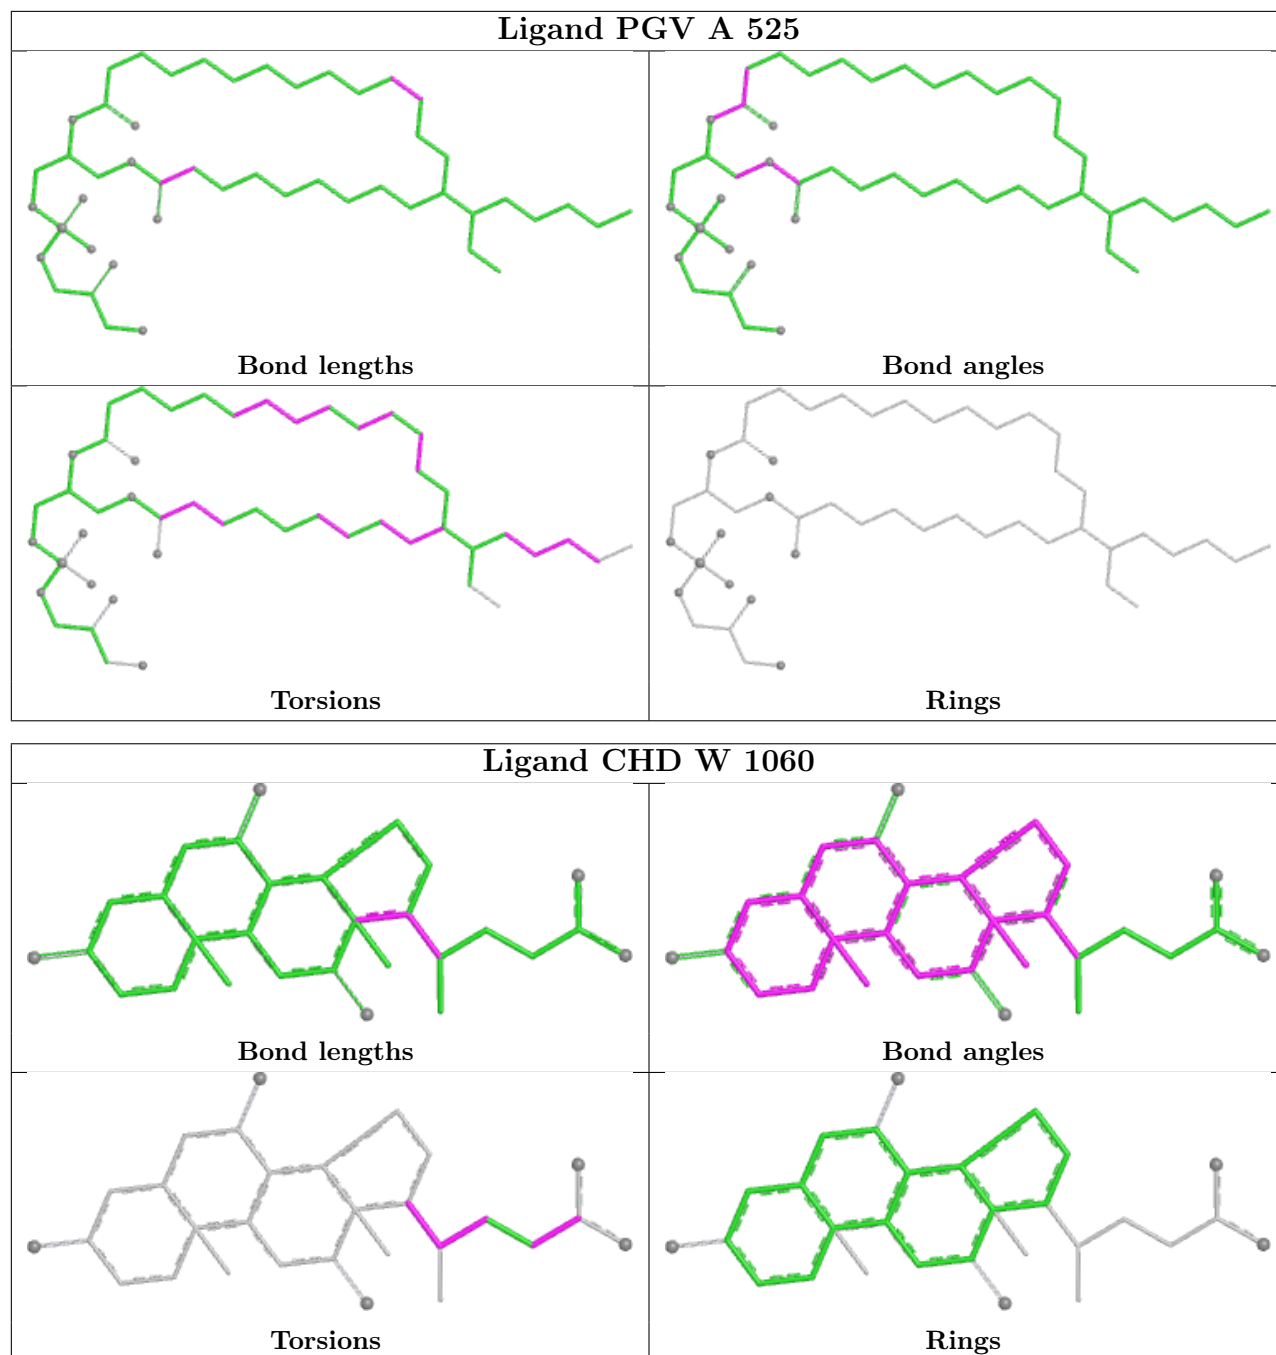 Ligand PGV A 525
Bond lengths
Bond angles
Torsions
Rings
Ligand CHD W 1060
Bond lengths
Bond angles
Torsions
Rings